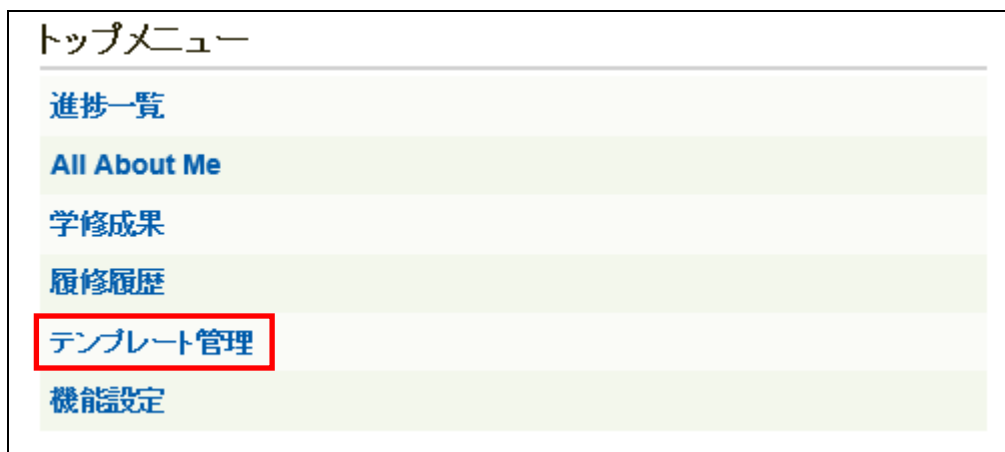 トップメニュー
進捗一覧
All About Me
学修成果
履修履歴
テンプレート管理
機能設定